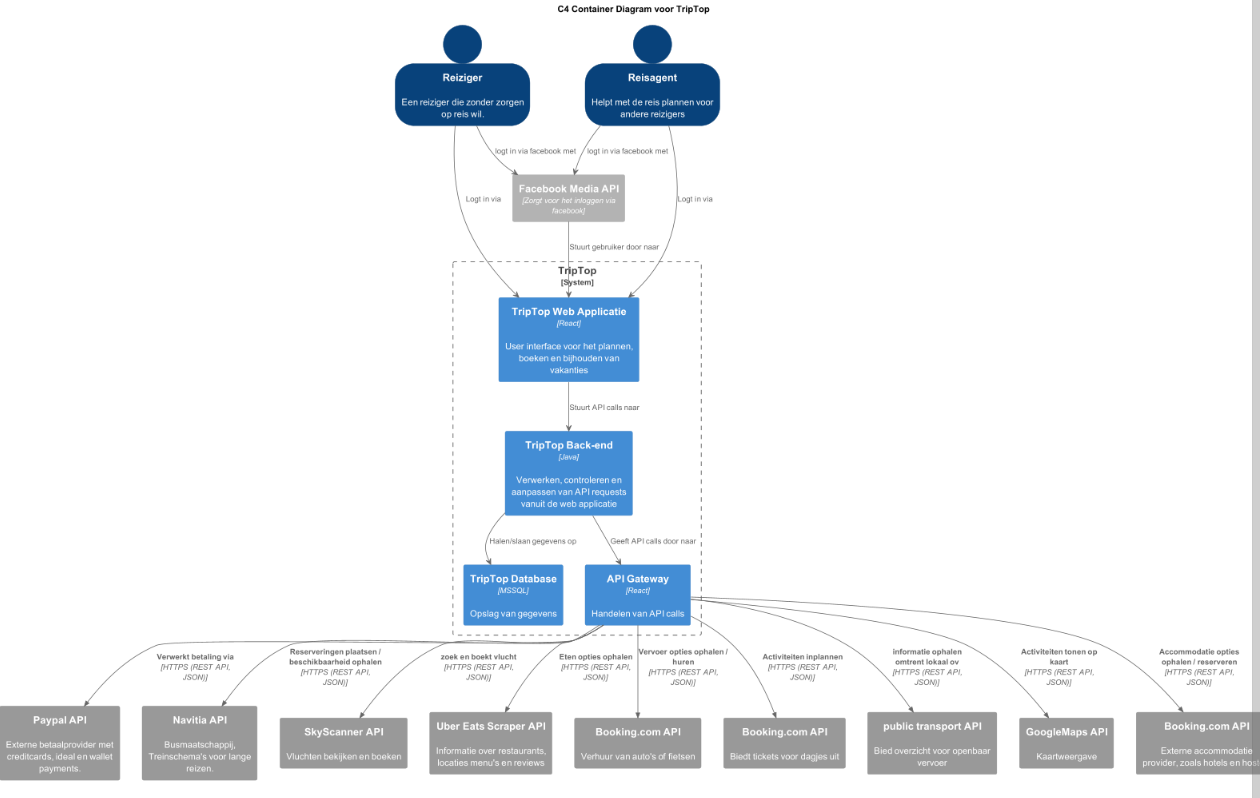 C4 Container Diagram voor TripTop
Reiziger
Een reiziger die zonder zorgen
op reis wil.
Reisagent
Helpt met de reis plannen voor
andere reizigers
logt in via facebook met
logt in via facebook met
Facebook Media API
[Zorgt voor het inloggen via
facebook]
Logt in via
Logt in via
Stuurt gebruiker door naar
TripTop
[System]
TripTop Web Applicatie
[React]
User interface voor het plannen,
boeken en bijhouden van
vakanties
Stuurt API calls naar
TripTop Back-end
[Java]
Verwerken, controleren en
aanpassen van API requests
vanuit de web applicatie
Halen/slaan gegevens op
Geeft API calls door naar
TripTop Database
[MSSQL]
Opslag van gegevens
API Gateway
[React]
Handelen van API calls
Verwerkt betaling via
[HTTPS (REST API,
JSON)]
Reserveringen plaatsen /
beschikbaarheid ophalen
[HTTPS (REST API,
JSON)]
zoek en boekt vlucht
[HTTPS (REST API,
JSON)]
Eten opties ophalen
[HTTPS (REST API,
JSON)]
Vervoer opties ophalen /
huren
[HTTPS (REST API,
JSON)]
Activiteiten inplannen
[HTTPS (REST API,
JSON)]
informatie ophalen
omtrent lokaal ov
[HTTPS (REST API,
JSON)]
Activiteiten tonen op
kaart
[HTTPS (REST API,
JSON)]
Accommodatie opties
ophalen / reserveren
[HTTPS (REST API,
JSON)]
Paypal API
Externe betaalprovider met
creditcards, ideal en wallet
payments.
Navitia API
Busmaatschappij,
Treinschema's voor lange
reizen.
SkyScanner API
Vluchten bekijken en boeken
Uber Eats Scraper API
Informatie over restaurants,
locaties menu's en reviews
Booking.com API
Verhuur van auto's of fietsen
Booking.com API
Biedt tickets voor dagjes uit
public transport API
Bied overzicht voor openbaar
vervoer
GoogleMaps API
Kaartweergave
Booking.com API
Externe accommodatie
provider, zoals hotels en